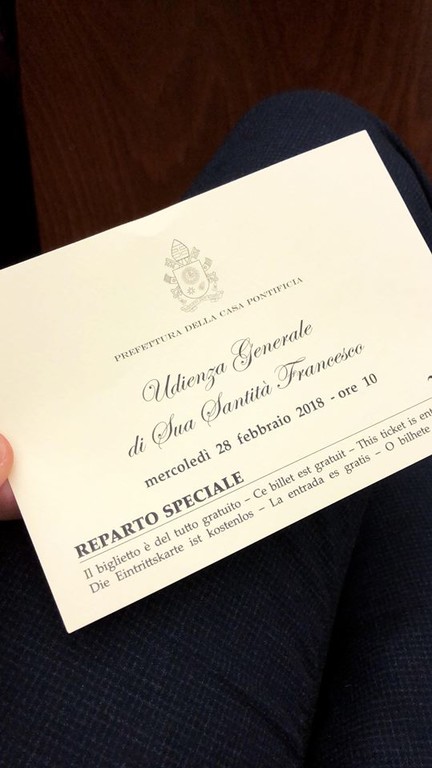 PREFETTURA DELLA CASA PONTIFICIA
Udienza Generale
di Sua Santità Francesco
mercoledì 28 febbraio 2018 - ore 10
REPARTO SPECIALE
Il biglietto è del tutto gratuito – Ce billet est gratuit – This ticket is ent
Die Eintrittskarte ist kostenlos – La entrada es gratis – O bilhete